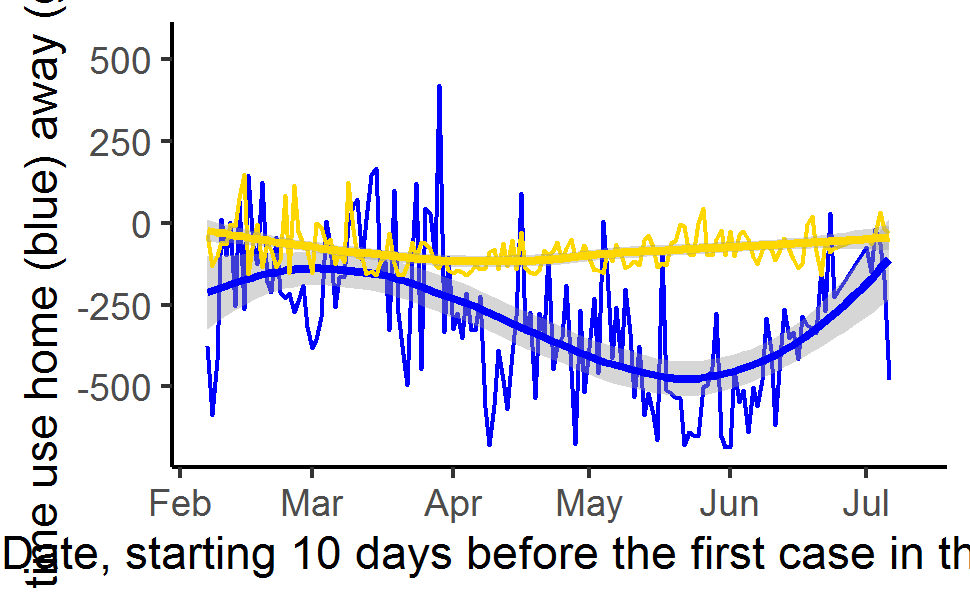 time use home (blue) away (
500
250
0
-250
-500
Feb Mar Apr May Jun Jul
Date, starting 10 days before the first case in th